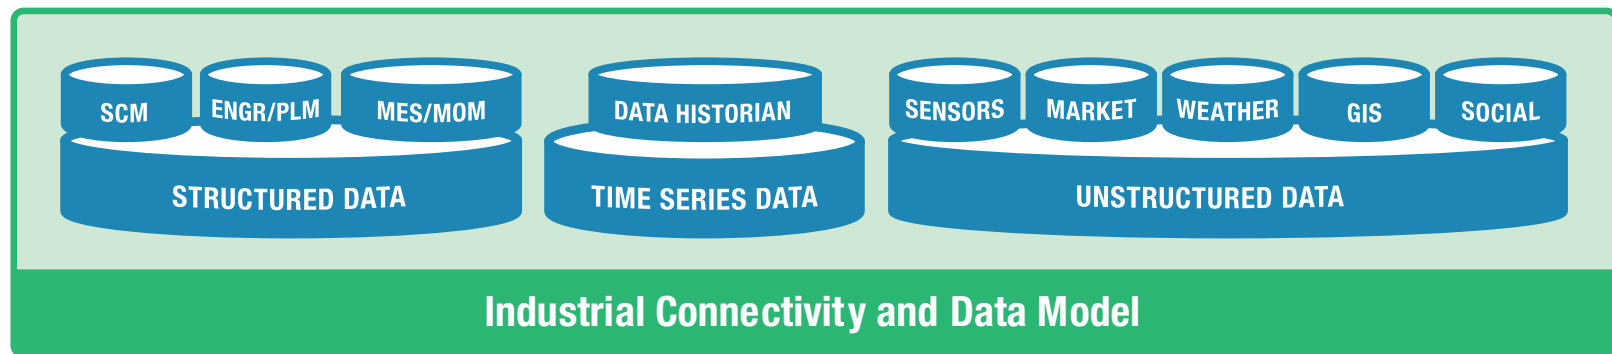 SCM
ENGR/PLM
MES/MOM
DATA HISTORIAN
SENSORS
MARKET
WEATHER
GIS
SOCIAL
STRUCTURED DATA
TIME SERIES DATA
UNSTRUCTURED DATA
Industrial Connectivity and Data Model